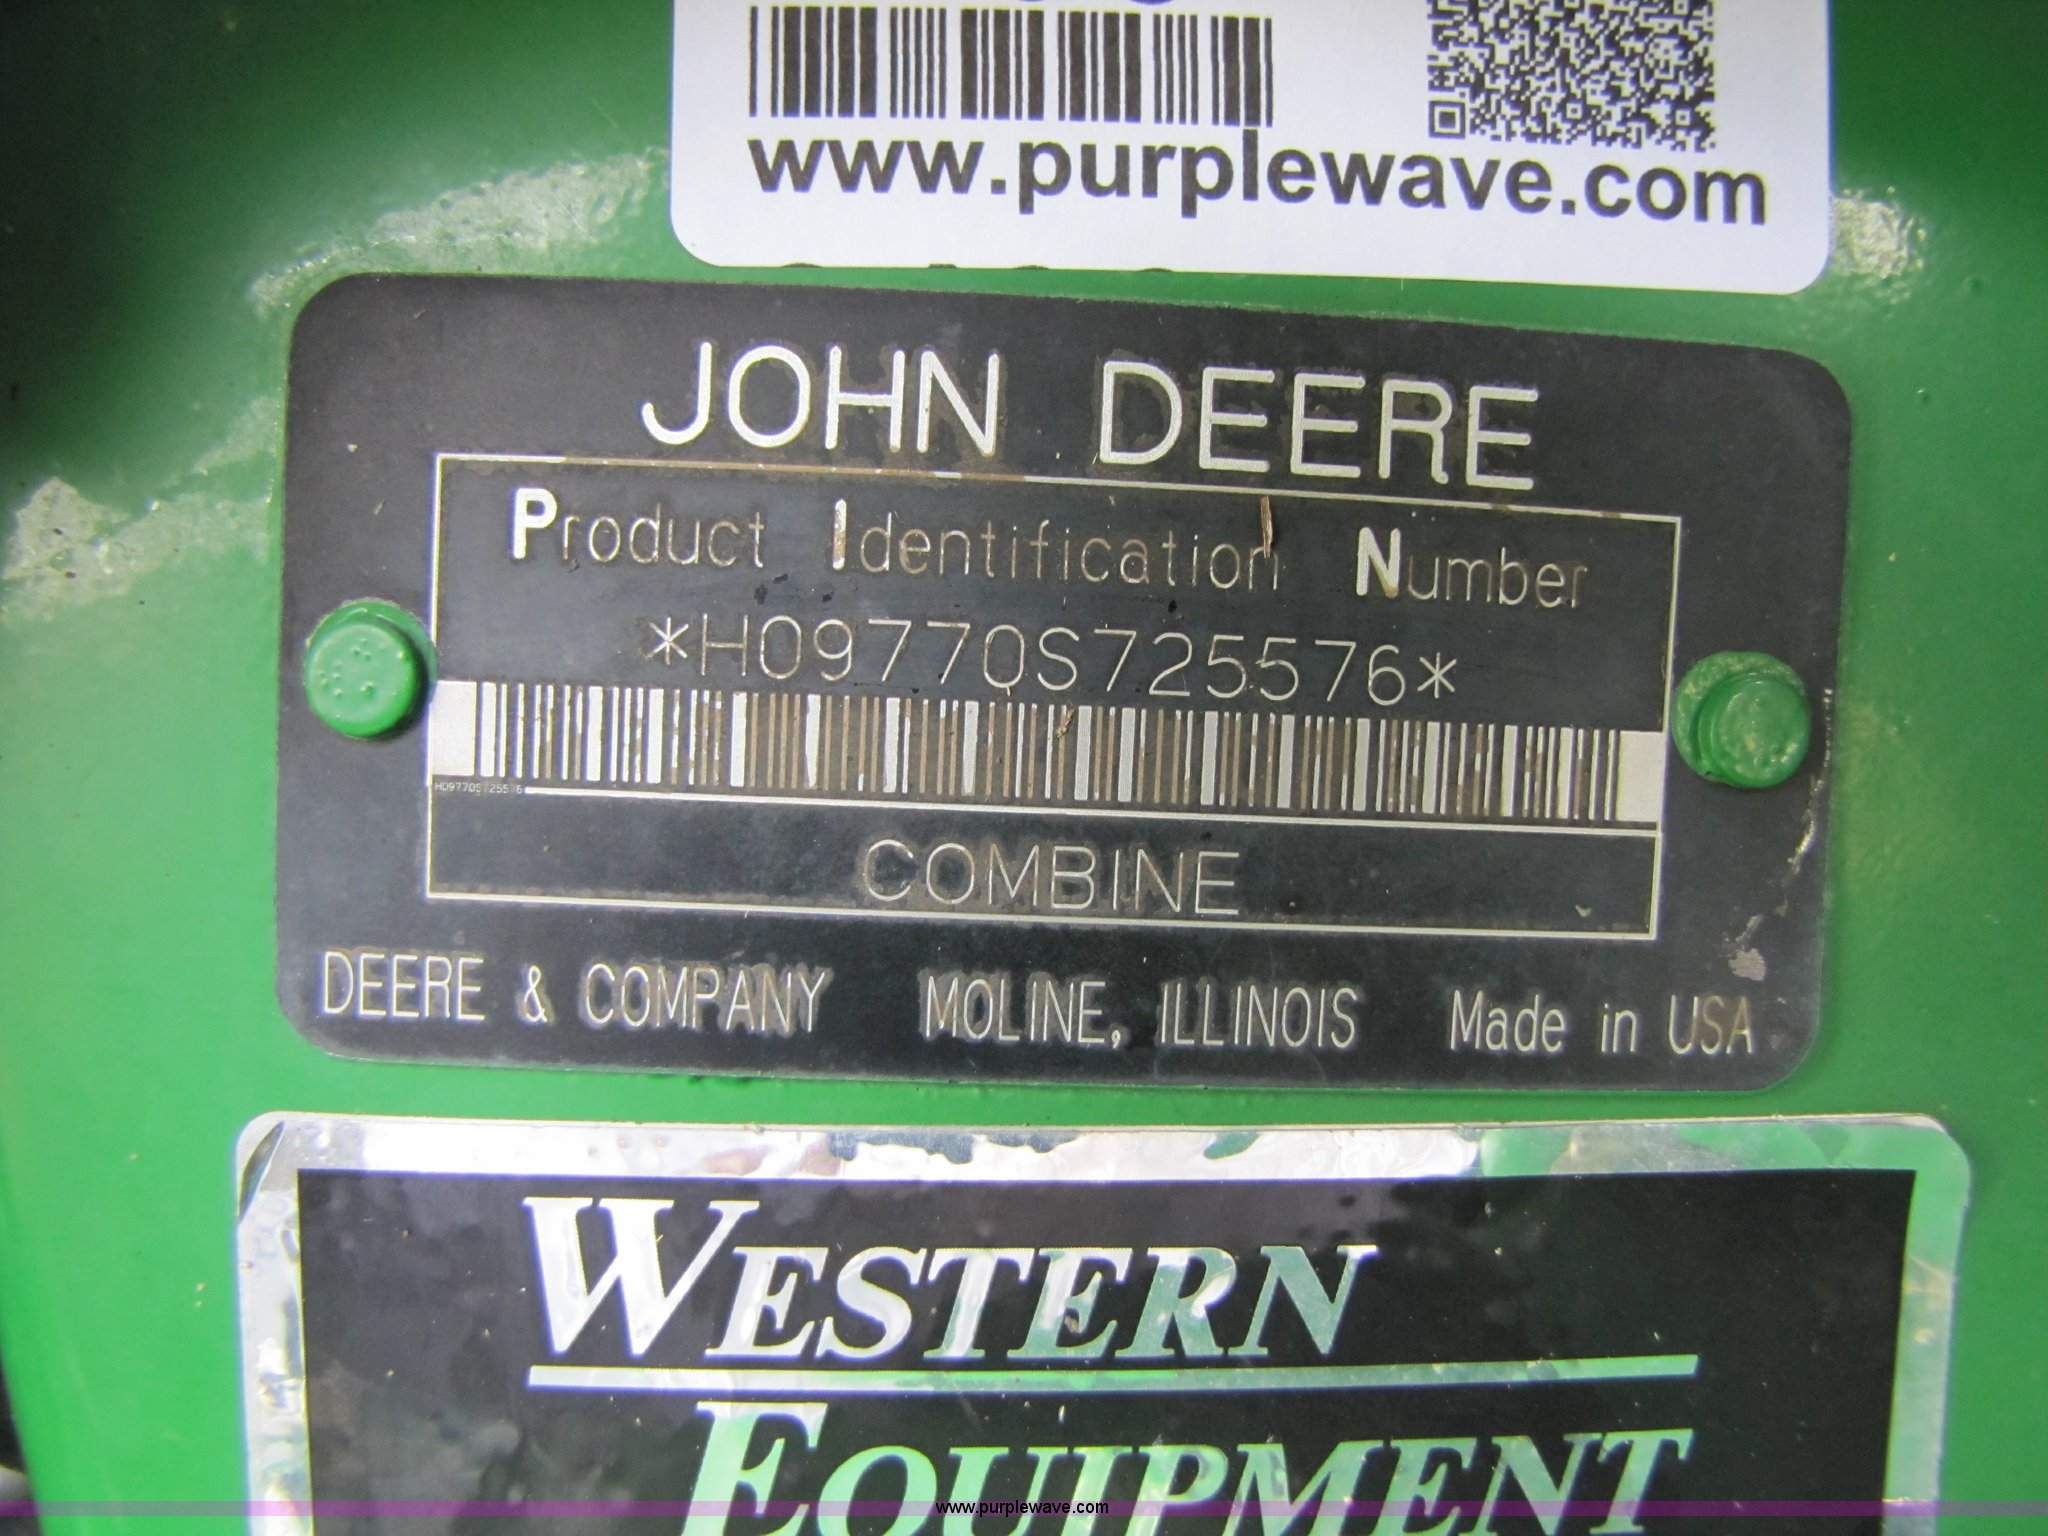 www.purplewave.com
JOHN DEERE
Product Identification Number
*H09770S725576*
COMBINE
DEERE & COMPANY MOLINE, ILLINOIS Made in USA
WESTERN
EQUIPMENT
www.purplewave.com